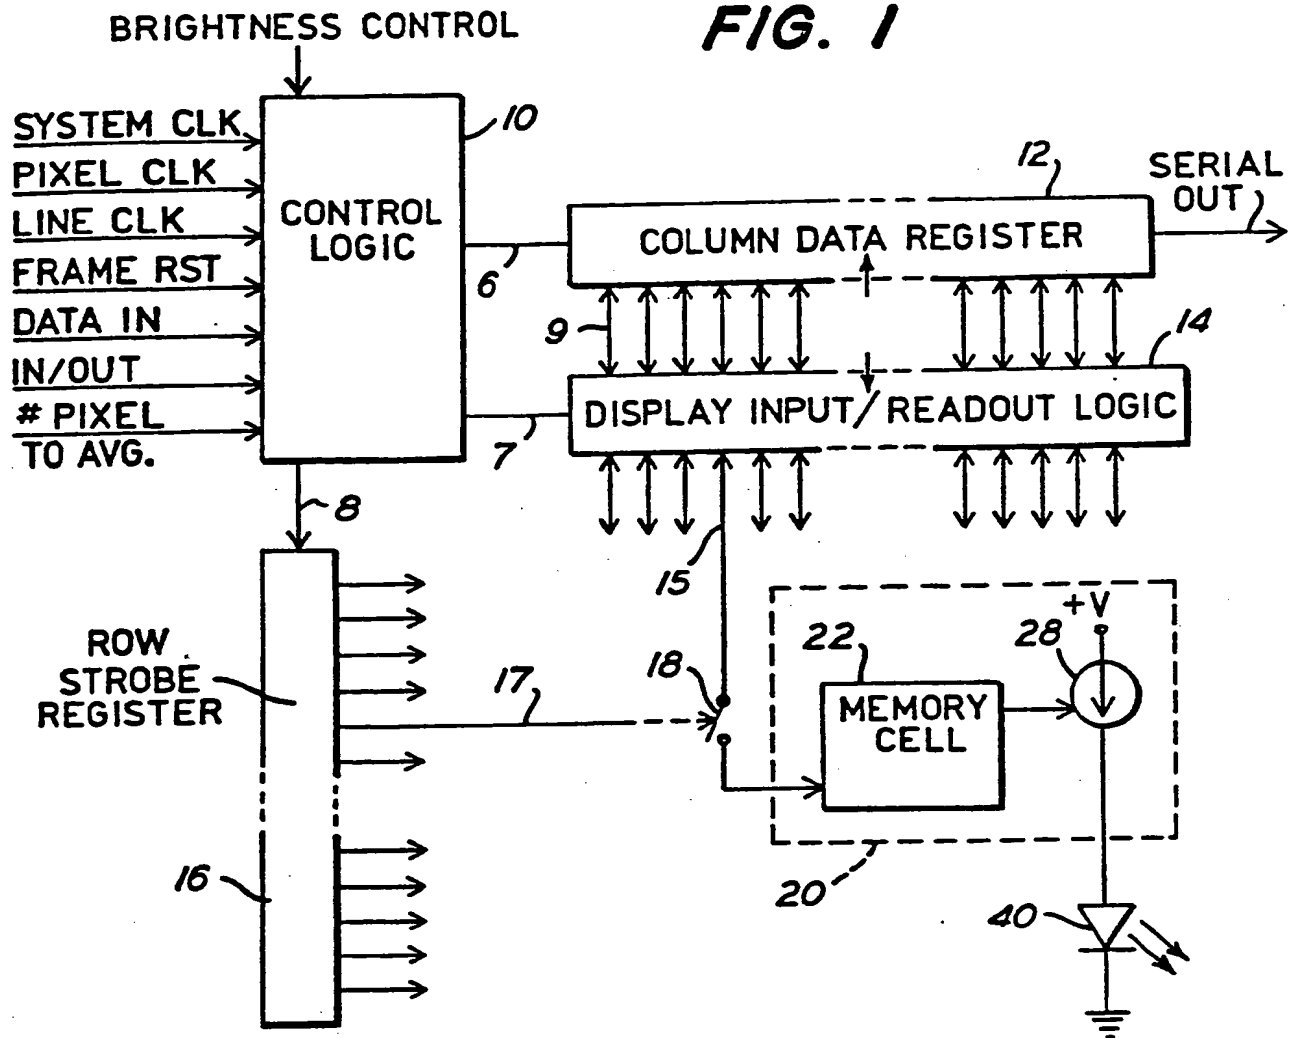 BRIGHTNESS CONTROL
FIG. 1
SYSTEM CLK
PIXEL CLK
LINE CLK
FRAME RST
DATA IN
IN/OUT
# PIXEL
TO AVG.
CONTROL
LOGIC
10
6
7
8
12
COLUMN DATA REGISTER
SERIAL
OUT
9
14
DISPLAY INPUT/READOUT LOGIC
15
ROW
STROBE
REGISTER
16
17
18
22
MEMORY
CELL
+V
28
20
40